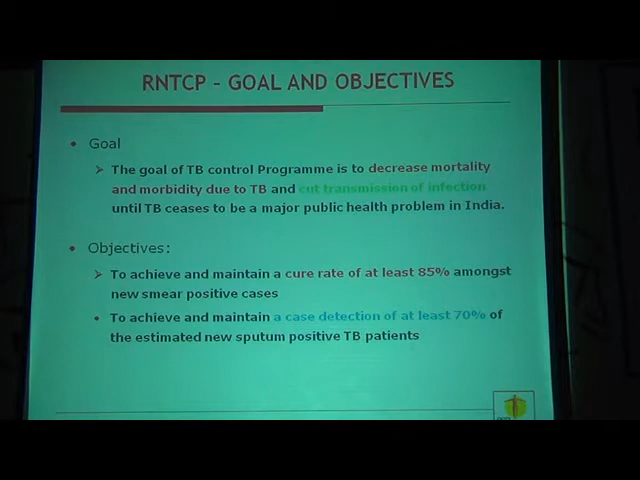 RNTCP – GOAL AND OBJECTIVES
• Goal
➢ The goal of TB control Programme is to decrease mortality
and morbidity due to TB and cut transmission of infection
until TB ceases to be a major public health problem in India.
• Objectives:
➢ To achieve and maintain a cure rate of at least 85% amongst
new smear positive cases
• To achieve and maintain a case detection of at least 70% of
the estimated new sputum positive TB patients